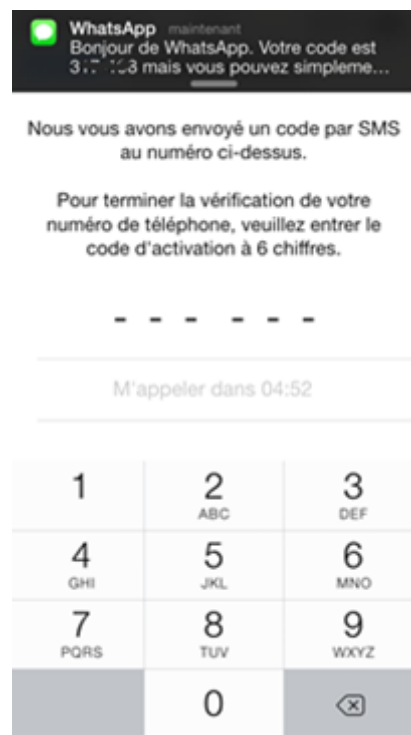 WhatsApp maintenant
Bonjour de WhatsApp. Votre code est
mais vous pouvez simpleme...
Nous vous avons envoyé un code par SMS
au numéro ci-dessus.
Pour terminer la vérification de votre
numéro de téléphone, veuillez entrer le
code d'activation à 6 chiffres.
- - - - - -
M'appeler dans 04:52
1 2 3
ABC DEF
4 5 6
GHI JKL MNO
7 8 9
PQRS TUV WXYZ
0